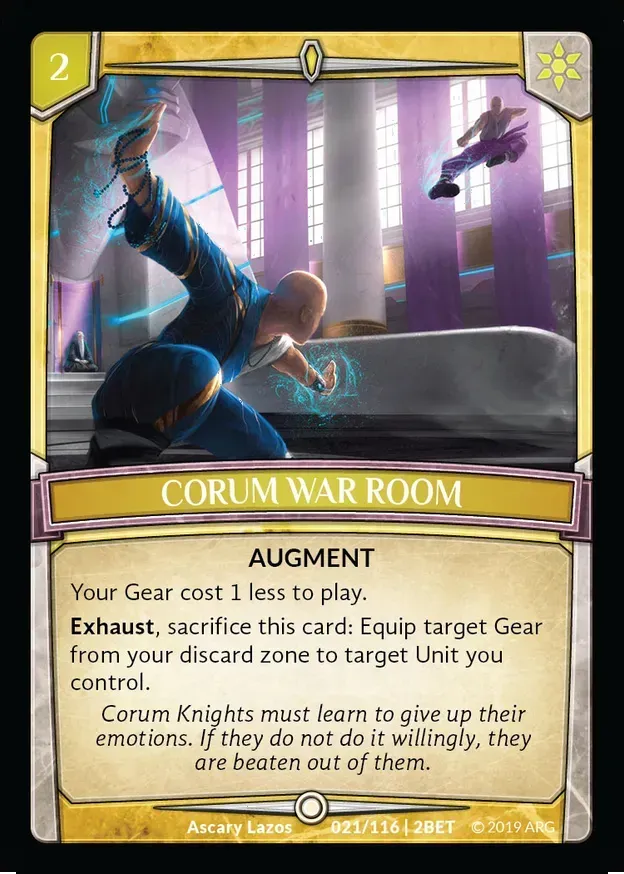 2
CORUM WAR ROOM
AUGMENT
Your Gear cost 1 less to play.
Exhaust, sacrifice this card: Equip target Gear
from your discard zone to target Unit you
control.
Corum Knights must learn to give up their
emotions. If they do not do it willingly, they
are beaten out of them.
Ascary Lazos 021/116 | 2BET © 2019 ARG